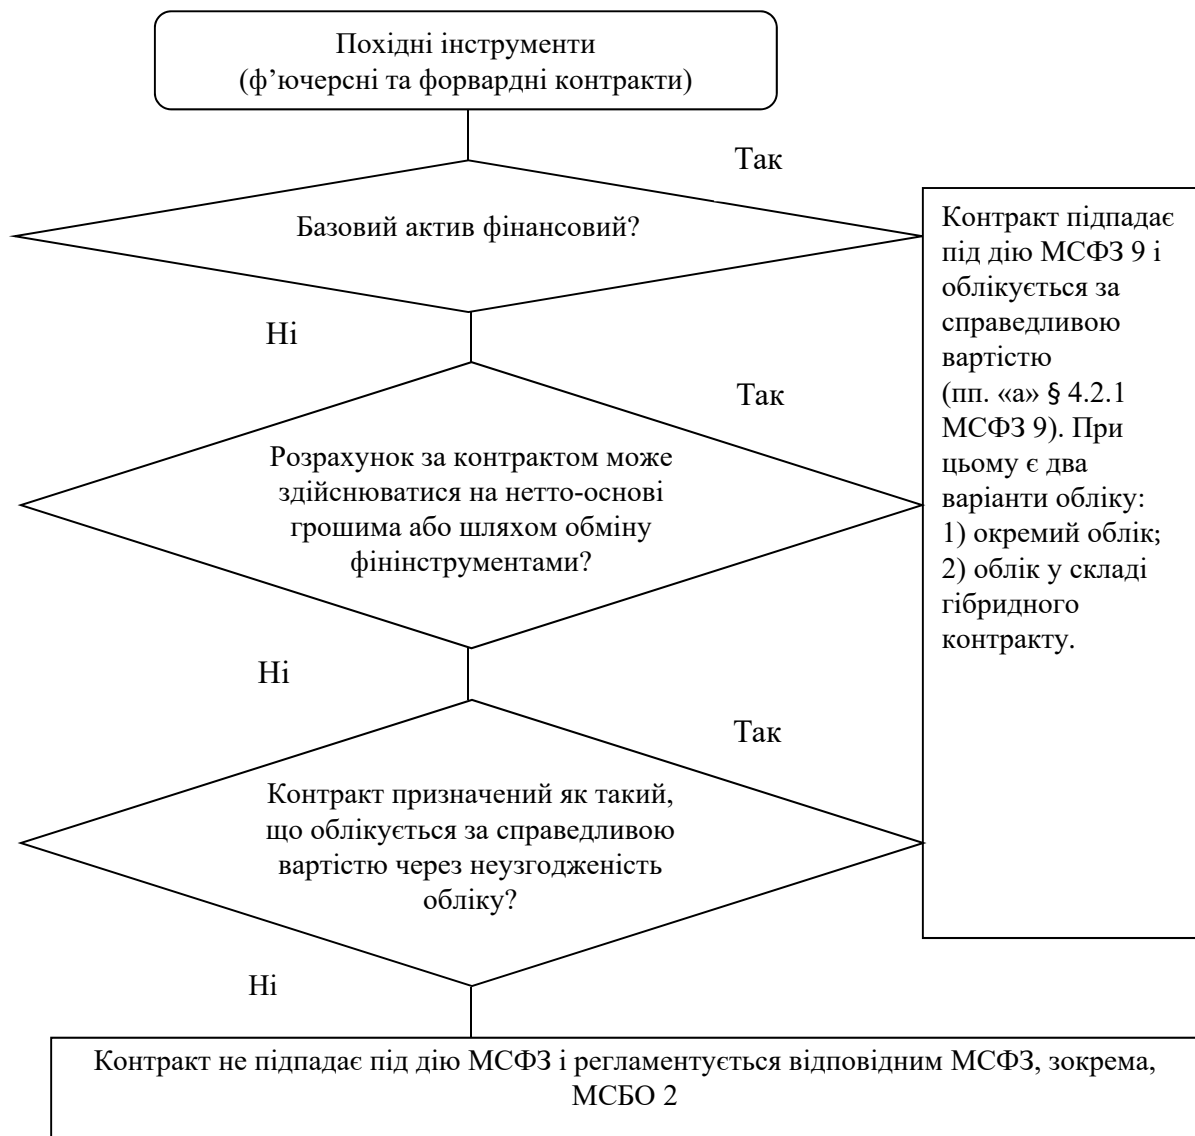 Похідні інструменти
(ф’ючерсні та форвардні контракти)
Так
Базовий актив фінансовий?
Ні
Контракт підпадає
під дію МСФЗ 9 і
облікується за
справедливою
вартістю
(пп. «а» § 4.2.1
МСФЗ 9). При
цьому є два
варіанти обліку:
1) окремий облік;
2) облік у складі
гібридного
контракту.
Так
Розрахунок за контрактом може
здійснюватися на нетто-основі
грошима або шляхом обміну
фінінструментами?
Ні
Так
Контракт призначений як такий,
що облікується за справедливою
вартістю через неузгодженість
обліку?
Ні
Контракт не підпадає під дію МСФЗ і регламентується відповідним МСФЗ, зокрема,
МСБО 2